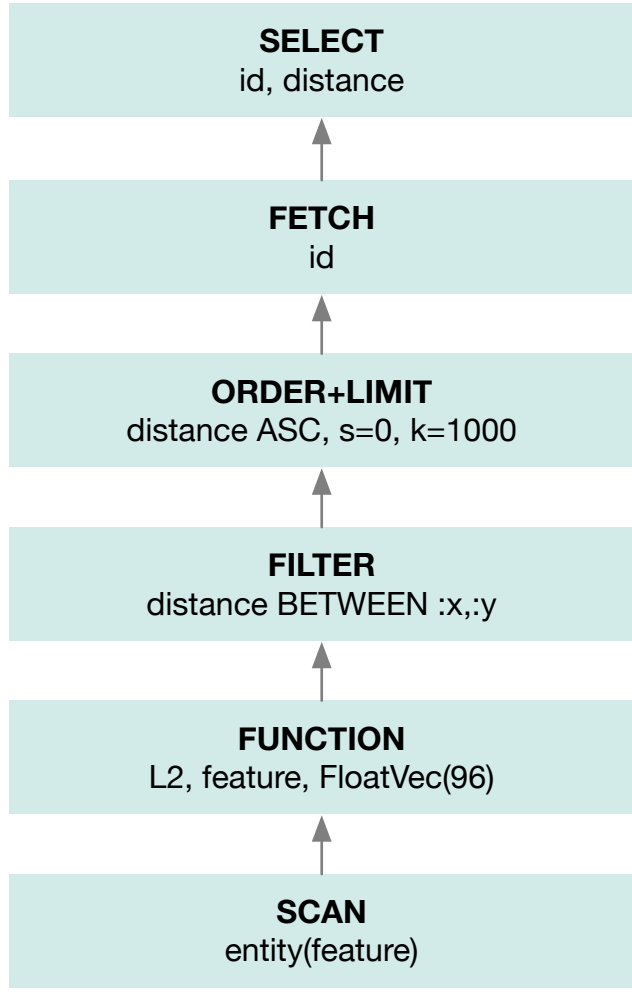 SELECT
id, distance
FETCH
id
ORDER+LIMIT
distance ASC, s=0, k=1000
FILTER
distance BETWEEN :x,:y
FUNCTION
L2, feature, FloatVec(96)
SCAN
entity(feature)